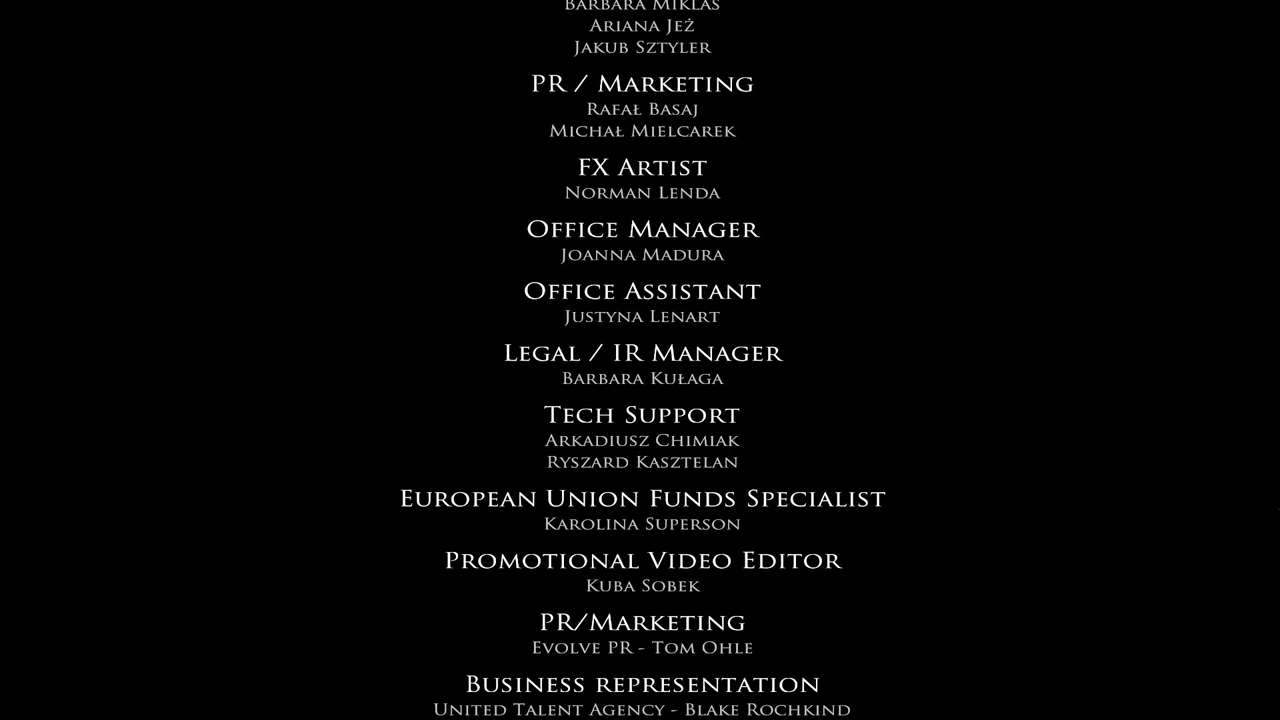 Barbara Miklas
Ariana Jeż
Jakub Sztyler
PR / Marketing
Rafał Basaj
Michał Mielcarek
FX Artist
Norman Lenda
Office Manager
Joanna Madura
Office Assistant
Justyna Lenart
Legal / IR Manager
Barbara Kułaga
Tech Support
Arkadiusz Chimiak
Ryszard Kasztelan
European Union Funds Specialist
Karolina Superson
Promotional Video Editor
Kuba Sobek
PR/Marketing
Evolve PR - Tom Ohle
Business representation
United Talent Agency - Blake Rochkind